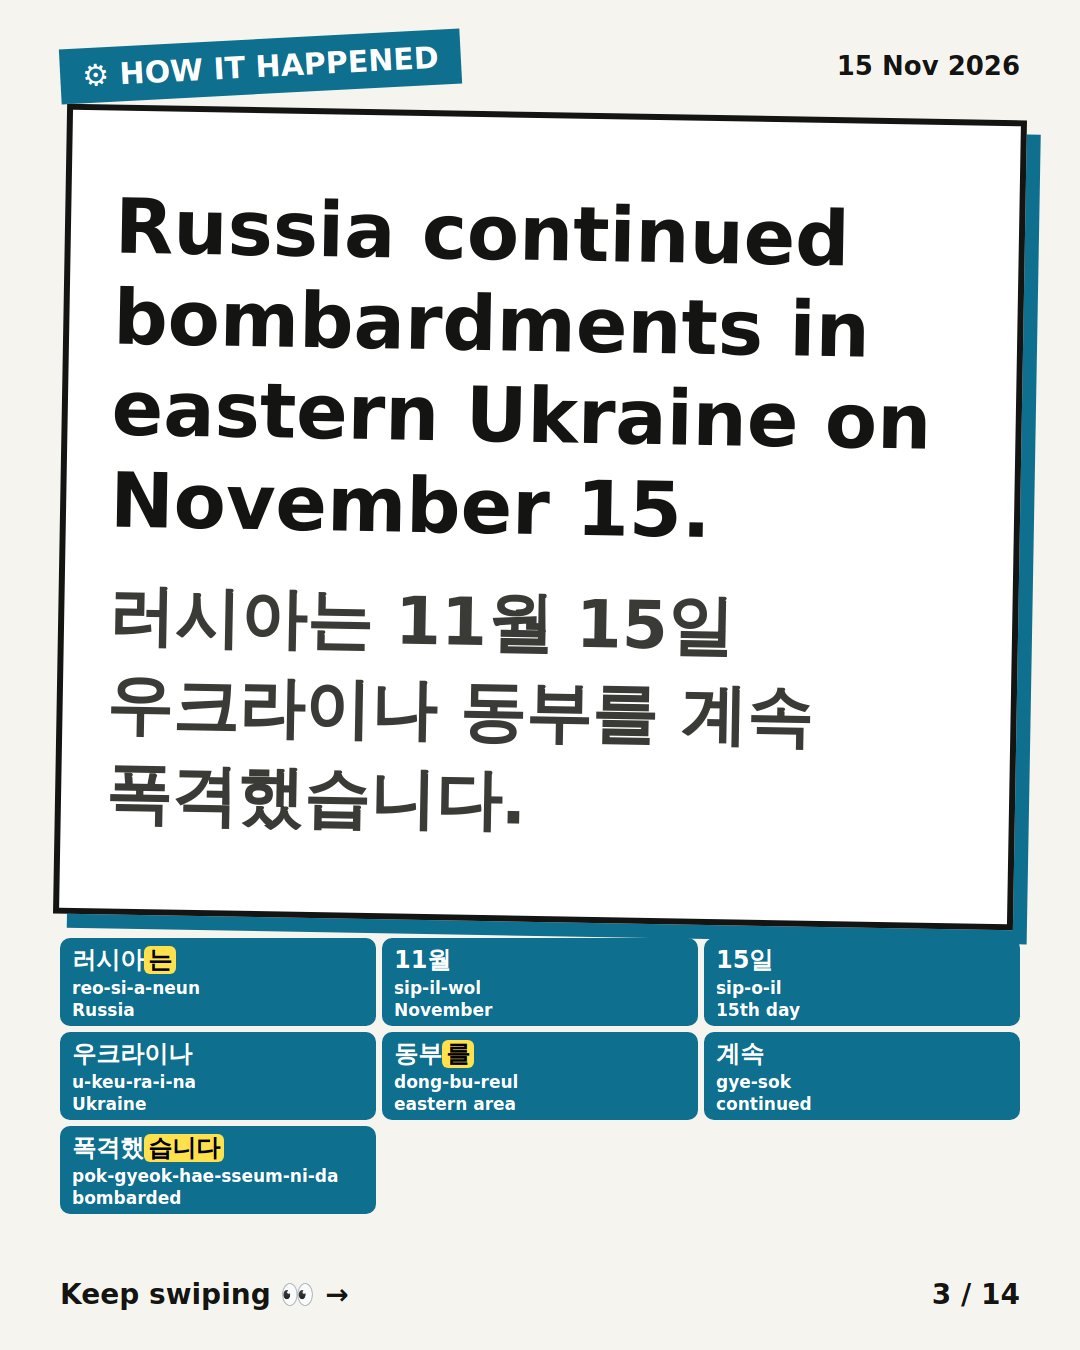 ⚙ HOW IT HAPPENED
15 Nov 2026
Russia continued
bombardments in
eastern Ukraine on
November 15.
러시아는 11월 15일
우크라이나 동부를 계속
폭격했습니다.
러시아는
reo-si-a-neun
Russia
11월
sip-il-wol
November
15일
sip-o-il
15th day
우크라이나
u-keu-ra-i-na
Ukraine
동부를
dong-bu-reul
eastern area
계속
gye-sok
continued
폭격했습니다
pok-gyeok-hae-sseum-ni-da
bombarded
Keep swiping 👀 →
3 / 14